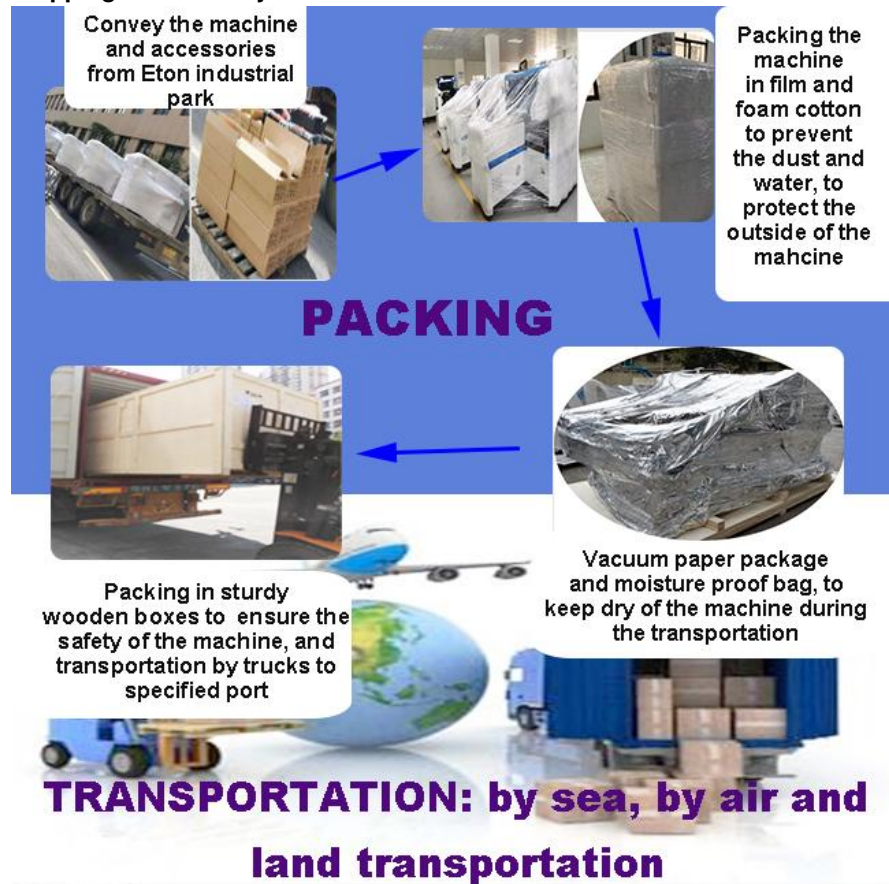 Convey the machine
and accessories
from Eton industrial
park
Packing the
machine
in film and
foam cotton
to prevent
the dust and
water, to
protect the
outside of the
mahcine
PACKING
Vacuum paper package
and moisture proof bag, to
keep dry of the machine during
the transportation
Packing in sturdy
wooden boxes to ensure the
safety of the machine, and
transportation by trucks to
specified port
TRANSPORTATION: by sea, by air and
land transportation